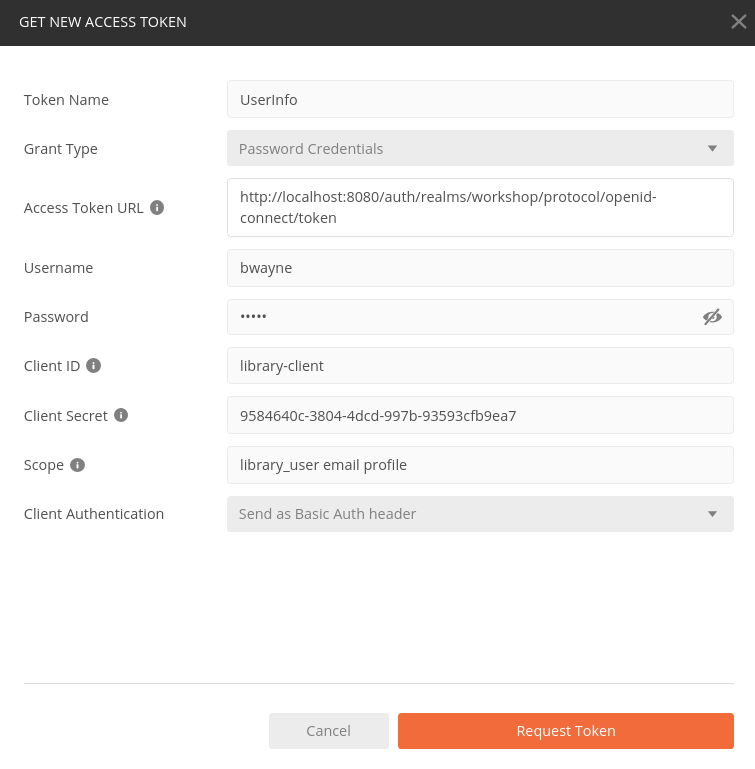 GET NEW ACCESS TOKEN
Token Name
UserInfo
Grant Type
Password Credentials
Access Token URL
http://localhost:8080/auth/realms/workshop/protocol/openid-
connect/token
Username
bwayne
Password
•••••
Client ID
library-client
Client Secret
9584640c-3804-4dcd-997b-93593cfb9ea7
Scope
library_user email profile
Client Authentication
Send as Basic Auth header
Cancel
Request Token